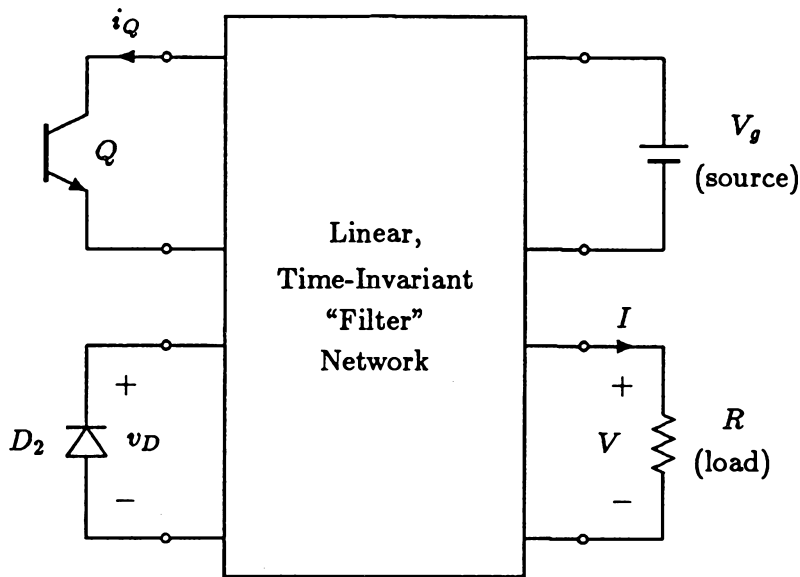 i_Q
Q
V_g
(source)
Linear,
Time-Invariant
“Filter”
Network
I
+
+
D_2
v_D
V
R
(load)
−
−